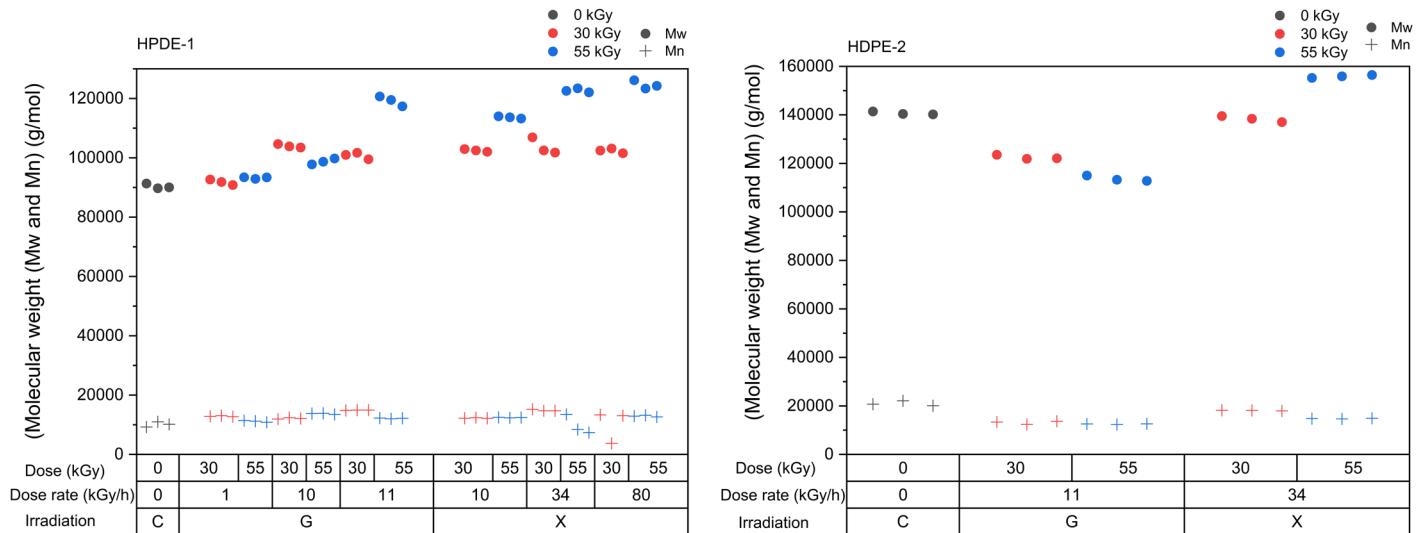 HPDE-1
0 kGy
30 kGy
55 kGy
Mw
Mn
(Molecular weight (Mw and Mn) (g/mol)
120000
100000
80000
60000
40000
20000
0
Dose (kGy) 0 30 55 30 55 30 55 30 55 30 55 30 55
Dose rate (kGy/h) 0 1 10 11 10 34 80
Irradiation C G X
HDPE-2
0 kGy
30 kGy
55 kGy
Mw
Mn
(Molecular weight (Mw and Mn) (g/mol)
160000
140000
120000
100000
80000
60000
40000
20000
0
Dose (kGy) 0 30 55 30 55
Dose rate (kGy/h) 0 11 34
Irradiation C G X